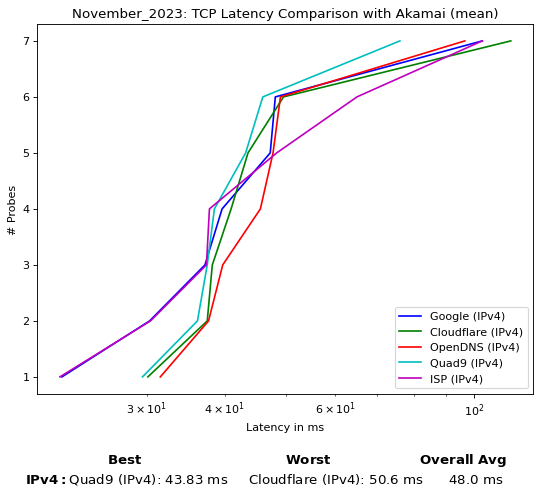 November_2023: TCP Latency Comparison with Akamai (mean)
7
6
5
4
3
2
1
# Probes
3 × 10¹
4 × 10¹
6 × 10¹
10²
Latency in ms
Google (IPv4)
Cloudflare (IPv4)
OpenDNS (IPv4)
Quad9 (IPv4)
ISP (IPv4)
Best Worst Overall Avg
IPv4: Quad9 (IPv4): 43.83 ms Cloudflare (IPv4): 50.6 ms 48.0 ms